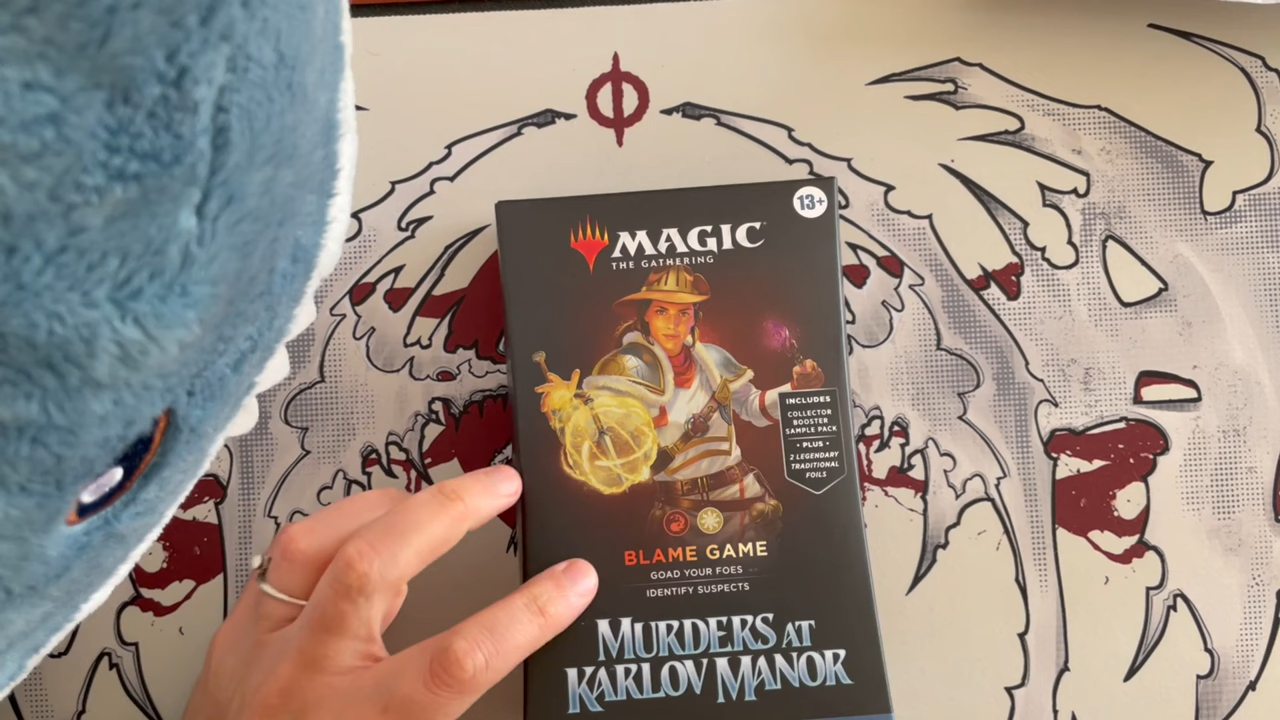 13+
MAGIC
THE GATHERING
INCLUDES
COLLECTOR
BOOSTER
SAMPLE PACK
• PLUS •
2 LEGENDARY
TRADITIONAL
FOILS
BLAME GAME
GOAD YOUR FOES
IDENTIFY SUSPECTS
MURDERS AT
KARLOV MANOR